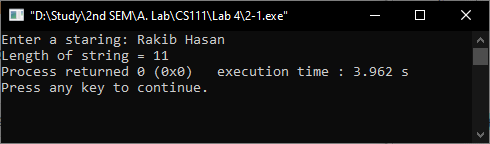 "D:\Study\2nd SEM\A. Lab\CS111\Lab 4\2-1.exe"
Enter a staring: Rakib Hasan
Length of string = 11
Process returned 0 (0x0)   execution time : 3.962 s
Press any key to continue.